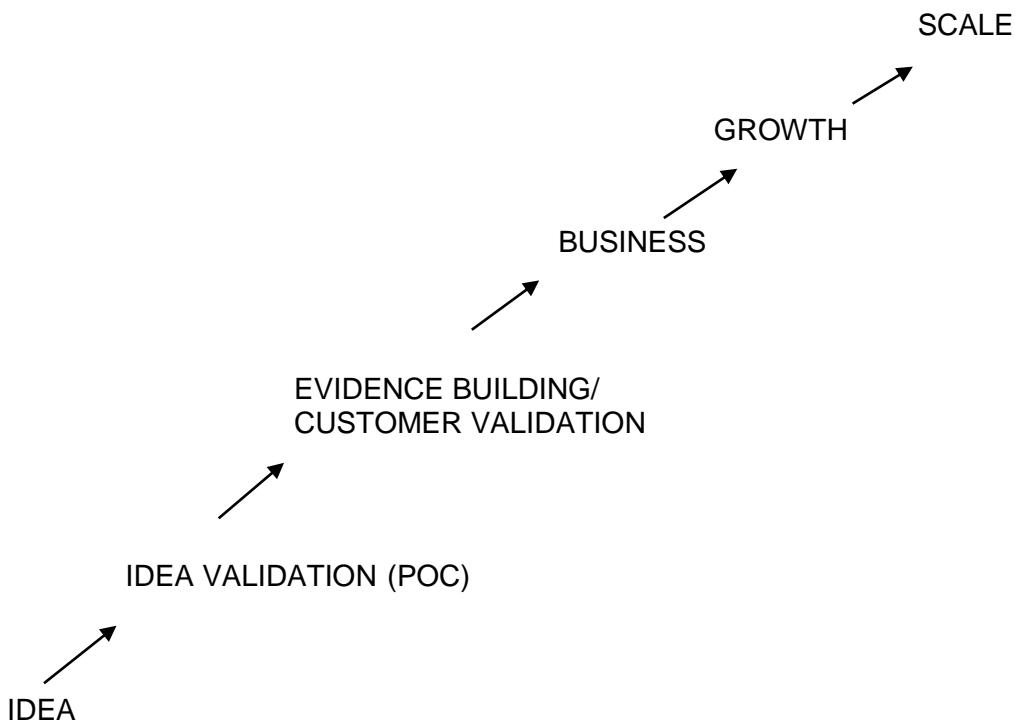 SCALE
GROWTH
BUSINESS
EVIDENCE BUILDING/
CUSTOMER VALIDATION
IDEA VALIDATION (POC)
IDEA